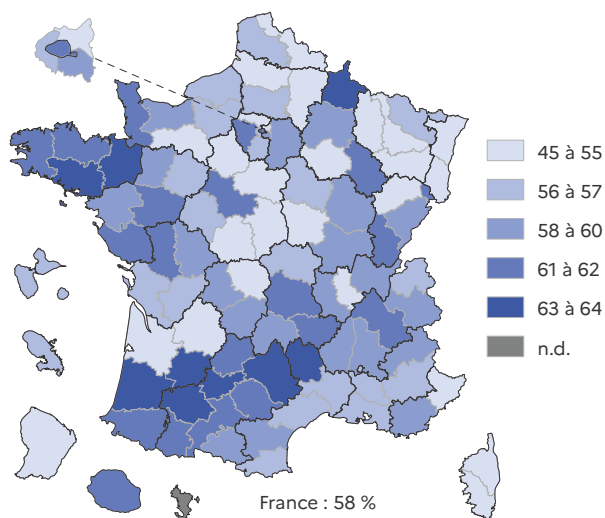 45 à 55
56 à 57
58 à 60
61 à 62
63 à 64
n.d.
France : 58 %